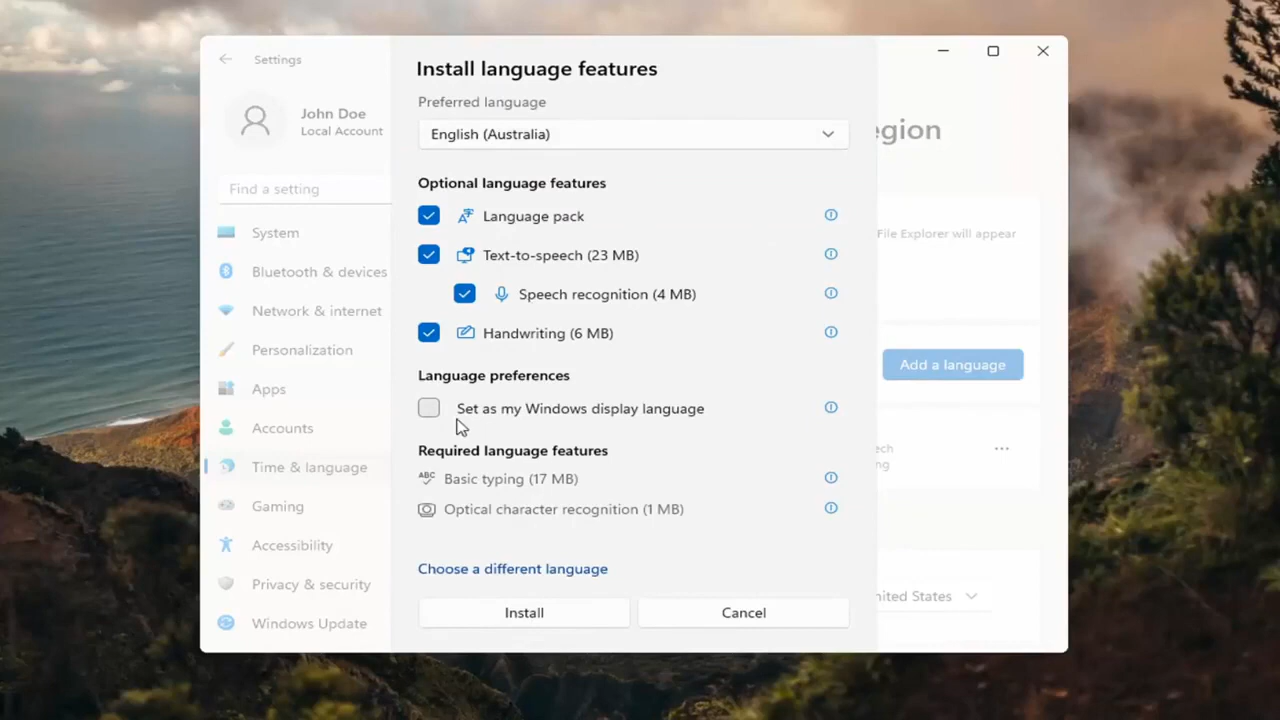 Settings
John Doe
Local Account
Find a setting
System
Bluetooth & devices
Network & internet
Personalization
Apps
Accounts
Time & language
Gaming
Accessibility
Privacy & security
Windows Update
Install language features
Preferred language
English (Australia)
Optional language features
Language pack
Text-to-speech (23 MB)
Speech recognition (4 MB)
Handwriting (6 MB)
Language preferences
Set as my Windows display language
Required language features
ABC
Basic typing (17 MB)
Optical character recognition (1 MB)
Choose a different language
Install
Cancel
egion
File Explorer will appear
Add a language
ech
ng
nited States